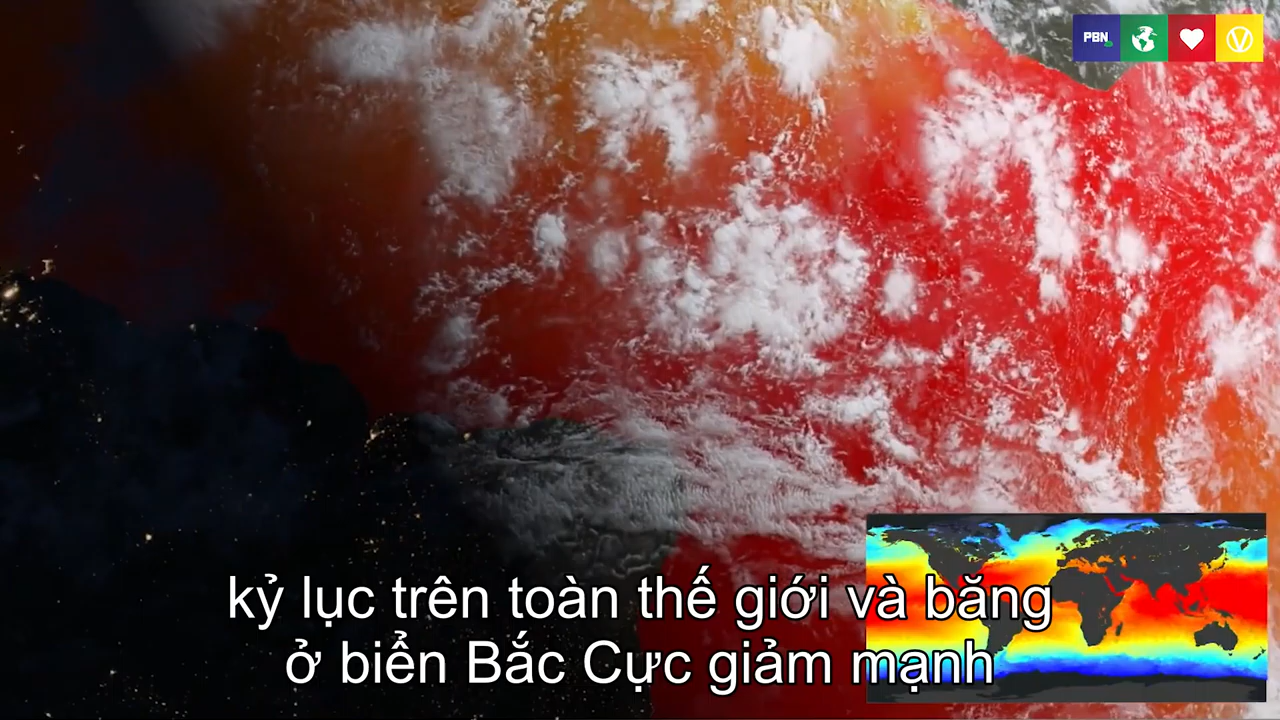 PBN
kỷ lục trên toàn thế giới và băng
ở biển Bắc Cực giảm mạnh